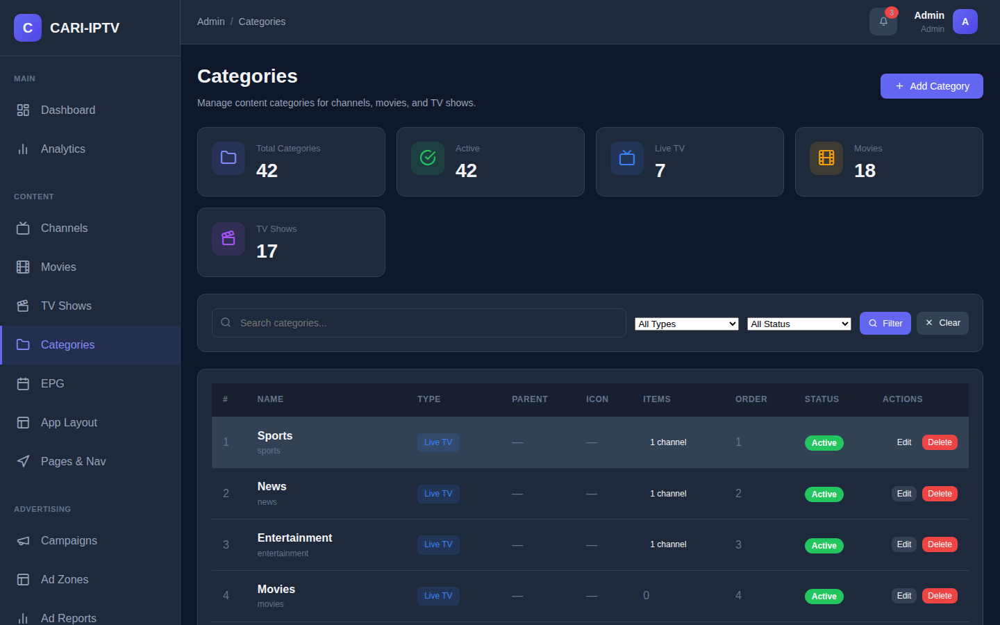 C CARI-IPTV
Admin / Categories
3
Admin
Admin
A
MAIN
Dashboard
Analytics
CONTENT
Channels
Movies
TV Shows
Categories
EPG
App Layout
Pages & Nav
ADVERTISING
Campaigns
Ad Zones
Ad Reports
Categories
Manage content categories for channels, movies, and TV shows.
+ Add Category
Total Categories
42
Active
42
Live TV
7
Movies
18
TV Shows
17
Search categories... All Types All Status Filter × Clear
# NAME TYPE PARENT ICON ITEMS ORDER STATUS ACTIONS
1 Sports Live TV — — 1 channel 1 Active Edit Delete
sports
2 News Live TV — — 1 channel 2 Active Edit Delete
news
3 Entertainment Live TV — — 1 channel 3 Active Edit Delete
entertainment
4 Movies Live TV — — 0 4 Active Edit Delete
movies